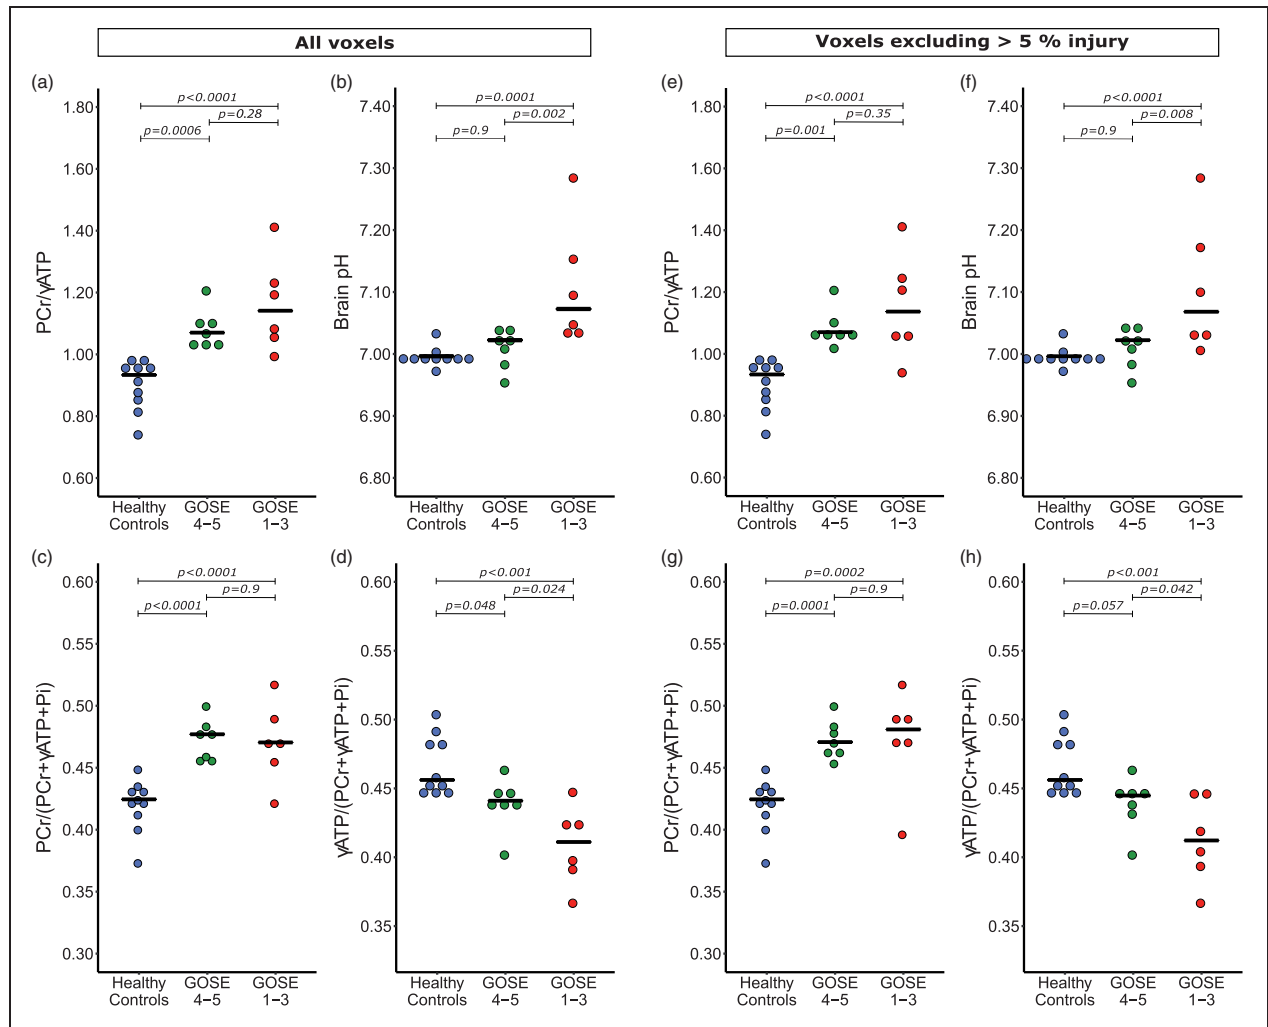 All voxels
Voxels excluding > 5 % injury
(a)
PCr/γATP
1.80
1.60
1.40
1.20
1.00
0.80
0.60
p<0.0001
p=0.28
p=0.0006
Healthy Controls
GOSE 4–5
GOSE 1–3
(b)
Brain pH
7.40
7.30
7.20
7.10
7.00
6.90
6.80
p=0.0001
p=0.002
p=0.9
Healthy Controls
GOSE 4–5
GOSE 1–3
(e)
PCr/γATP
1.80
1.60
1.40
1.20
1.00
0.80
0.60
p<0.0001
p=0.35
p=0.001
Healthy Controls
GOSE 4–5
GOSE 1–3
(f)
Brain pH
7.40
7.30
7.20
7.10
7.00
6.90
6.80
p<0.0001
p=0.008
p=0.9
Healthy Controls
GOSE 4–5
GOSE 1–3
(c)
PCr/(PCr+γATP+Pi)
0.60
0.55
0.50
0.45
0.40
0.35
0.30
p<0.0001
p=0.9
p<0.0001
Healthy Controls
GOSE 4–5
GOSE 1–3
(d)
γATP/(PCr+γATP+Pi)
0.60
0.55
0.50
0.45
0.40
0.35
p<0.001
p=0.024
p=0.048
Healthy Controls
GOSE 4–5
GOSE 1–3
(g)
PCr/(PCr+γATP+Pi)
0.60
0.55
0.50
0.45
0.40
0.35
0.30
p=0.0002
p=0.9
p=0.0001
Healthy Controls
GOSE 4–5
GOSE 1–3
(h)
γATP/(PCr+γATP+Pi)
0.60
0.55
0.50
0.45
0.40
0.35
p<0.001
p=0.042
p=0.057
Healthy Controls
GOSE 4–5
GOSE 1–3